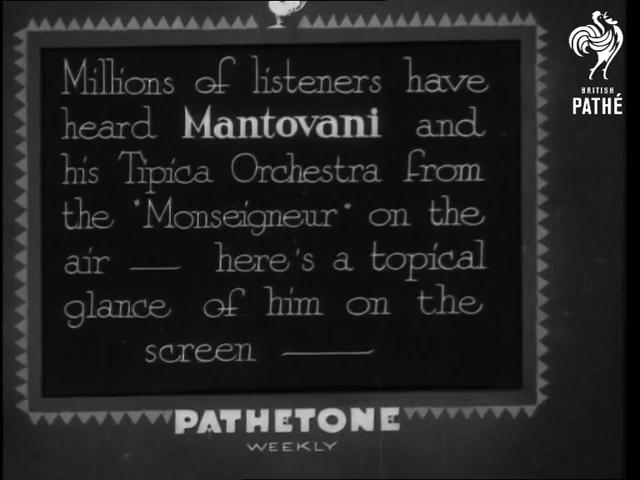 Millions of listeners have
heard Mantovani and
his Tipica Orchestra from
the "Monseigneur" on the
air — here's a topical
glance of him on the
screen —
PATHETONE
WEEKLY
BRITISH
PATHÉ